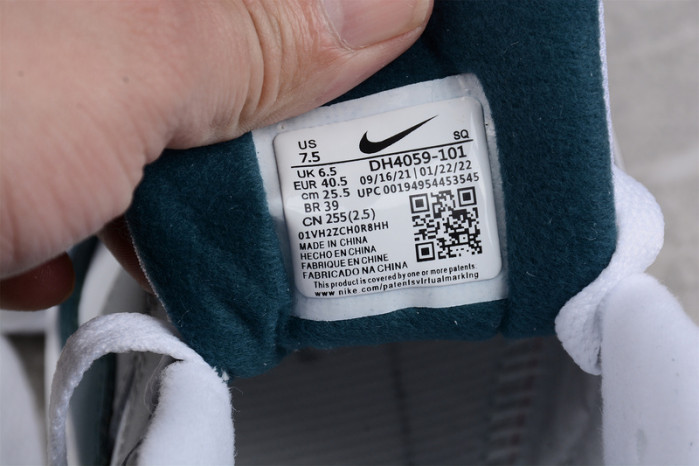 US
7.5
SQ
UK 6.5
DH4059-101
EUR 40.5
09/16/21 | 01/22/22
cm 25.5
UPC 00194954453545
BR 39
CN 255(2.5)
01VH2ZCH0R8HH
MADE IN CHINA
HECHO EN CHINA
FABRIQUE EN CHINE
FABRICADO NA CHINA
This product is covered by one or more patents
www.nike.com/patentsvirtualmarking